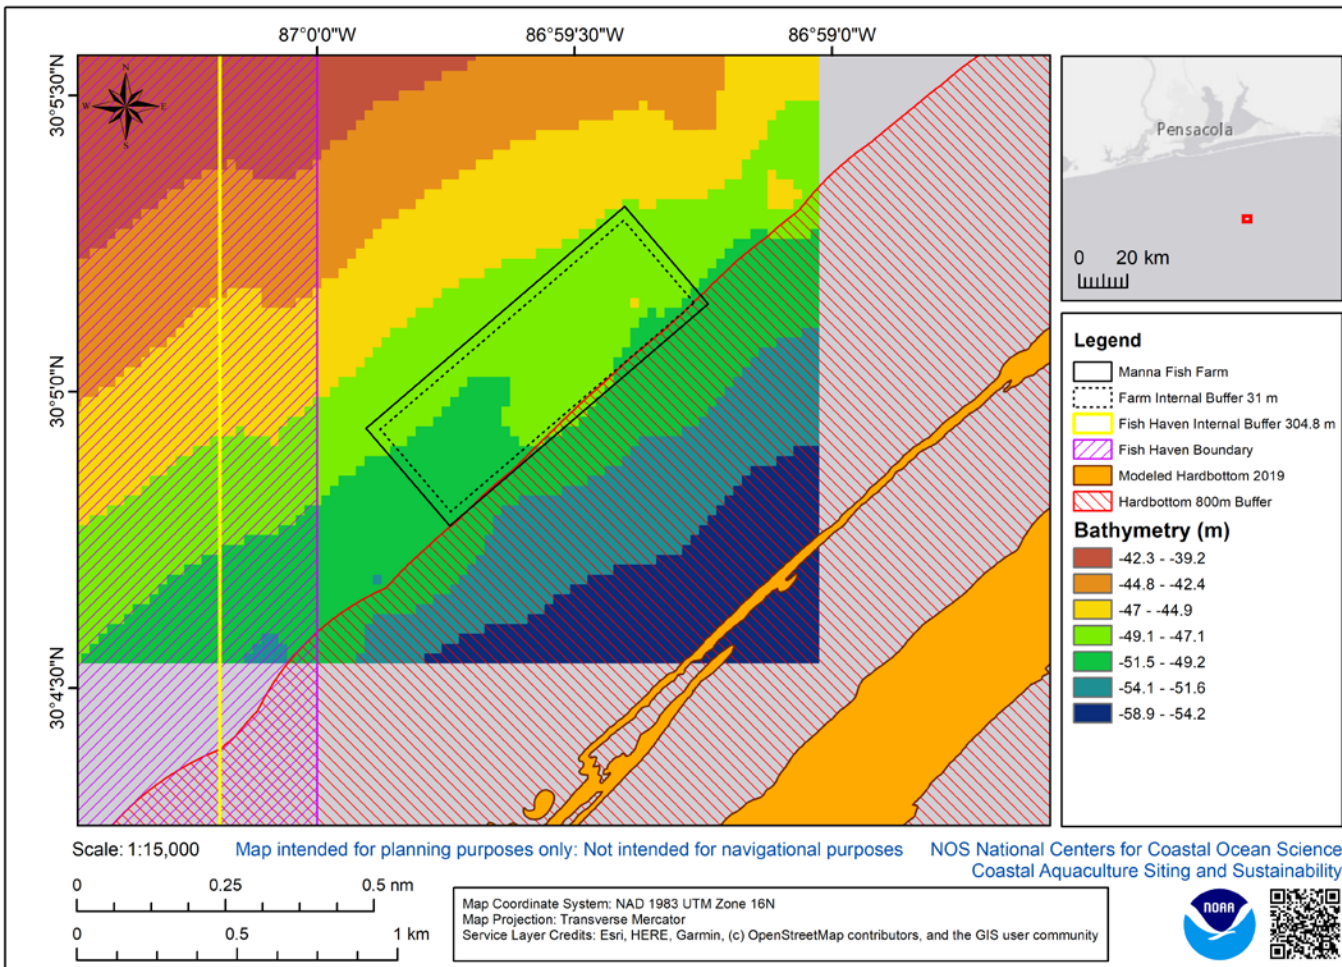 87°0'0"W
86°59'30"W
86°59'0"W
30°5'30"N
30°5'0"N
30°4'30"N
N
W
E
S
Pensacola
0
20 km
Legend
Manna Fish Farm
Farm Internal Buffer 31 m
Fish Haven Internal Buffer 304.8 m
Fish Haven Boundary
Modeled Hardbottom 2019
Hardbottom 800m Buffer
Bathymetry (m)
-42.3 - -39.2
-44.8 - -42.4
-47 - -44.9
-49.1 - -47.1
-51.5 - -49.2
-54.1 - -51.6
-58.9 - -54.2
Scale: 1:15,000
Map intended for planning purposes only: Not intended for navigational purposes
NOS National Centers for Coastal Ocean Science
Coastal Aquaculture Siting and Sustainability
0
0.25
0.5 nm
0
0.5
1 km
Map Coordinate System: NAD 1983 UTM Zone 16N
Map Projection: Transverse Mercator
Service Layer Credits: Esri, HERE, Garmin, (c) OpenStreetMap contributors, and the GIS user community
NOAA